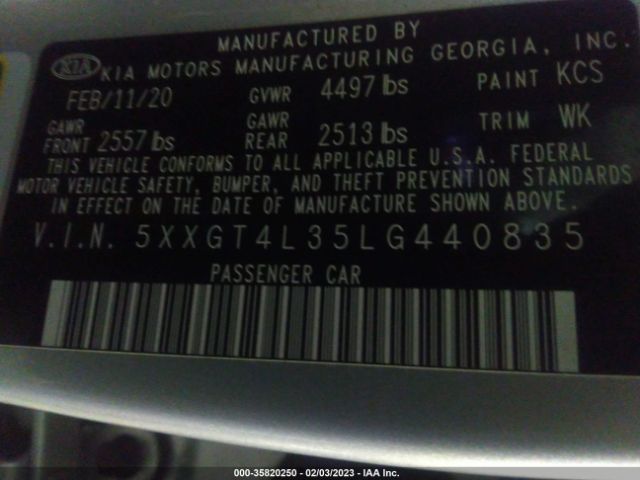 MANUFACTURED BY
KIA KIA MOTORS MANUFACTURING GEORGIA, INC.
FEB/11/20 GVWR 4497 lbs PAINT KCS
GAWR FRONT 2557 lbs GAWR REAR 2513 lbs TRIM WK
THIS VEHICLE CONFORMS TO ALL APPLICABLE U.S.A. FEDERAL
MOTOR VEHICLE SAFETY, BUMPER, AND THEFT PREVENTION STANDARDS
IN EFFECT ON THE DATE OF MANUFACTURE SHOWN ABOVE.
V.I.N. 5XXGT4L35LG440835
PASSENGER CAR
000-35820250 - 02/03/2023 - IAA Inc.